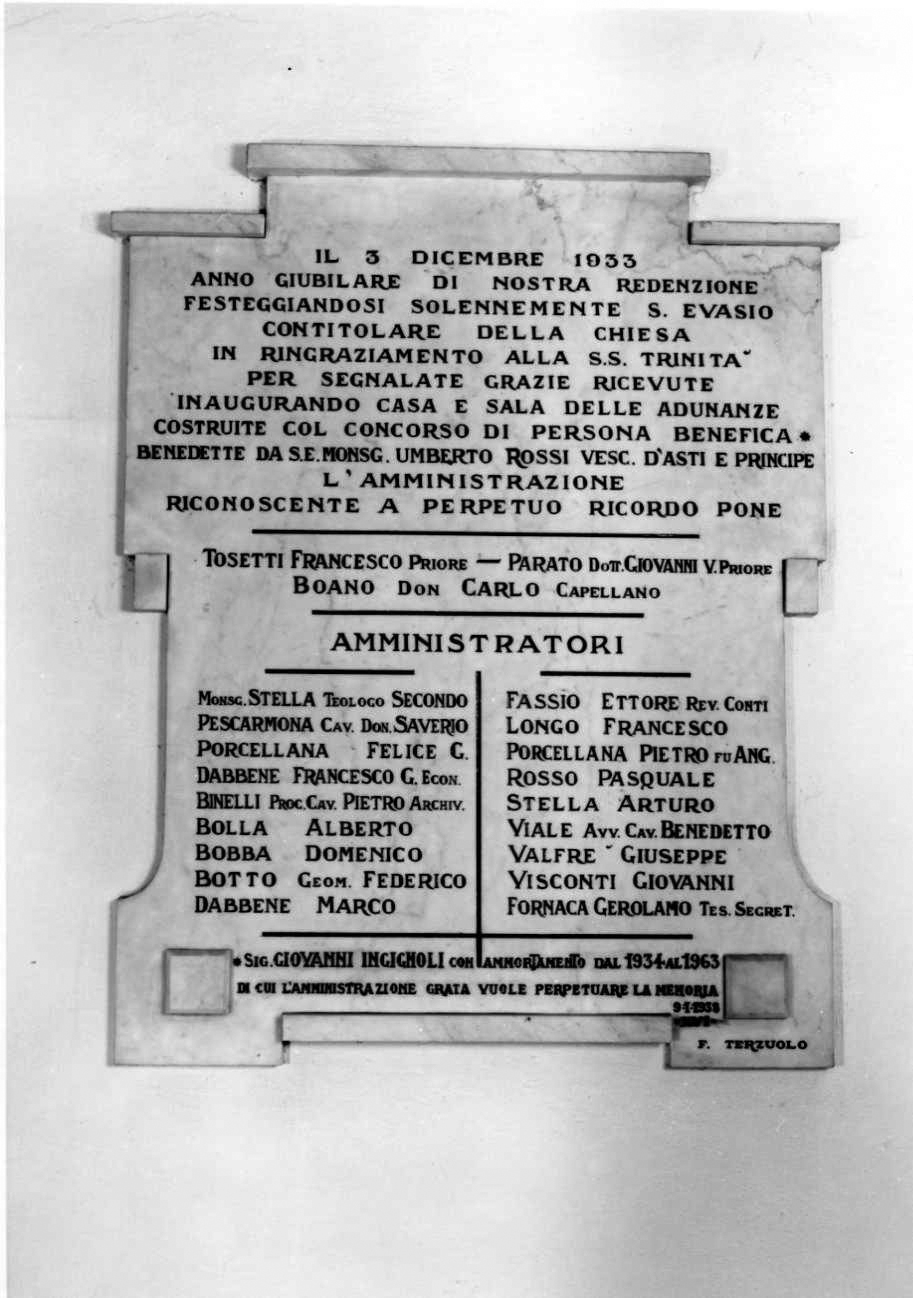 IL 3 DICEMBRE 1933
ANNO GIUBILARE DI NOSTRA REDENZIONE
FESTEGGIANDOSI SOLENNEMENTE S. EVASIO
CONTITOLARE DELLA CHIESA
IN RINGRAZIAMENTO ALLA S.S. TRINITA˘
PER SEGNALATE GRAZIE RICEVUTE
INAUGURANDO CASA E SALA DELLE ADUNANZE
COSTRUITE COL CONCORSO DI PERSONA BENEFICA *
BENEDETTE DA S.E. MONSG. UMBERTO ROSSI VESC. D'ASTI E PRINCIPE
L'AMMINISTRAZIONE
RICONOSCENTE A PERPETUO RICORDO PONE
TOSETTI FRANCESCO PRIORE — PARATO DOTT. GIOVANNI V. PRIORE
BOANO DON CARLO CAPELLANO
AMMINISTRATORI
MONSG. STELLA TEOLOGO SECONDO
PESCARMONA CAV. DON. SAVERIO
PORCELLANA FELICE G.
DABBENE FRANCESCO G. ECON.
BINELLI PROC. CAV. PIETRO ARCHIV.
BOLLA ALBERTO
BOBBA DOMENICO
BOTTO GEOM. FEDERICO
DABBENE MARCO
FASSIO ETTORE REV. CONTI
LONGO FRANCESCO
PORCELLANA PIETRO FU ANG.
ROSSO PASQUALE
STELLA ARTURO
VIALE AVV. CAV. BENEDETTO
VALFRE˘ GIUSEPPE
VISCONTI GIOVANNI
FORNACA GEROLAMO TES. SEGRET.
* SIG. GIOVANNI INGIGNOLI CON AMMORTAMENTO DAL 1934 AL 1963
DI CUI L'AMMINISTRAZIONE GRATA VUOLE PERPETUARE LA MEMORIA
F. TERZUOLO